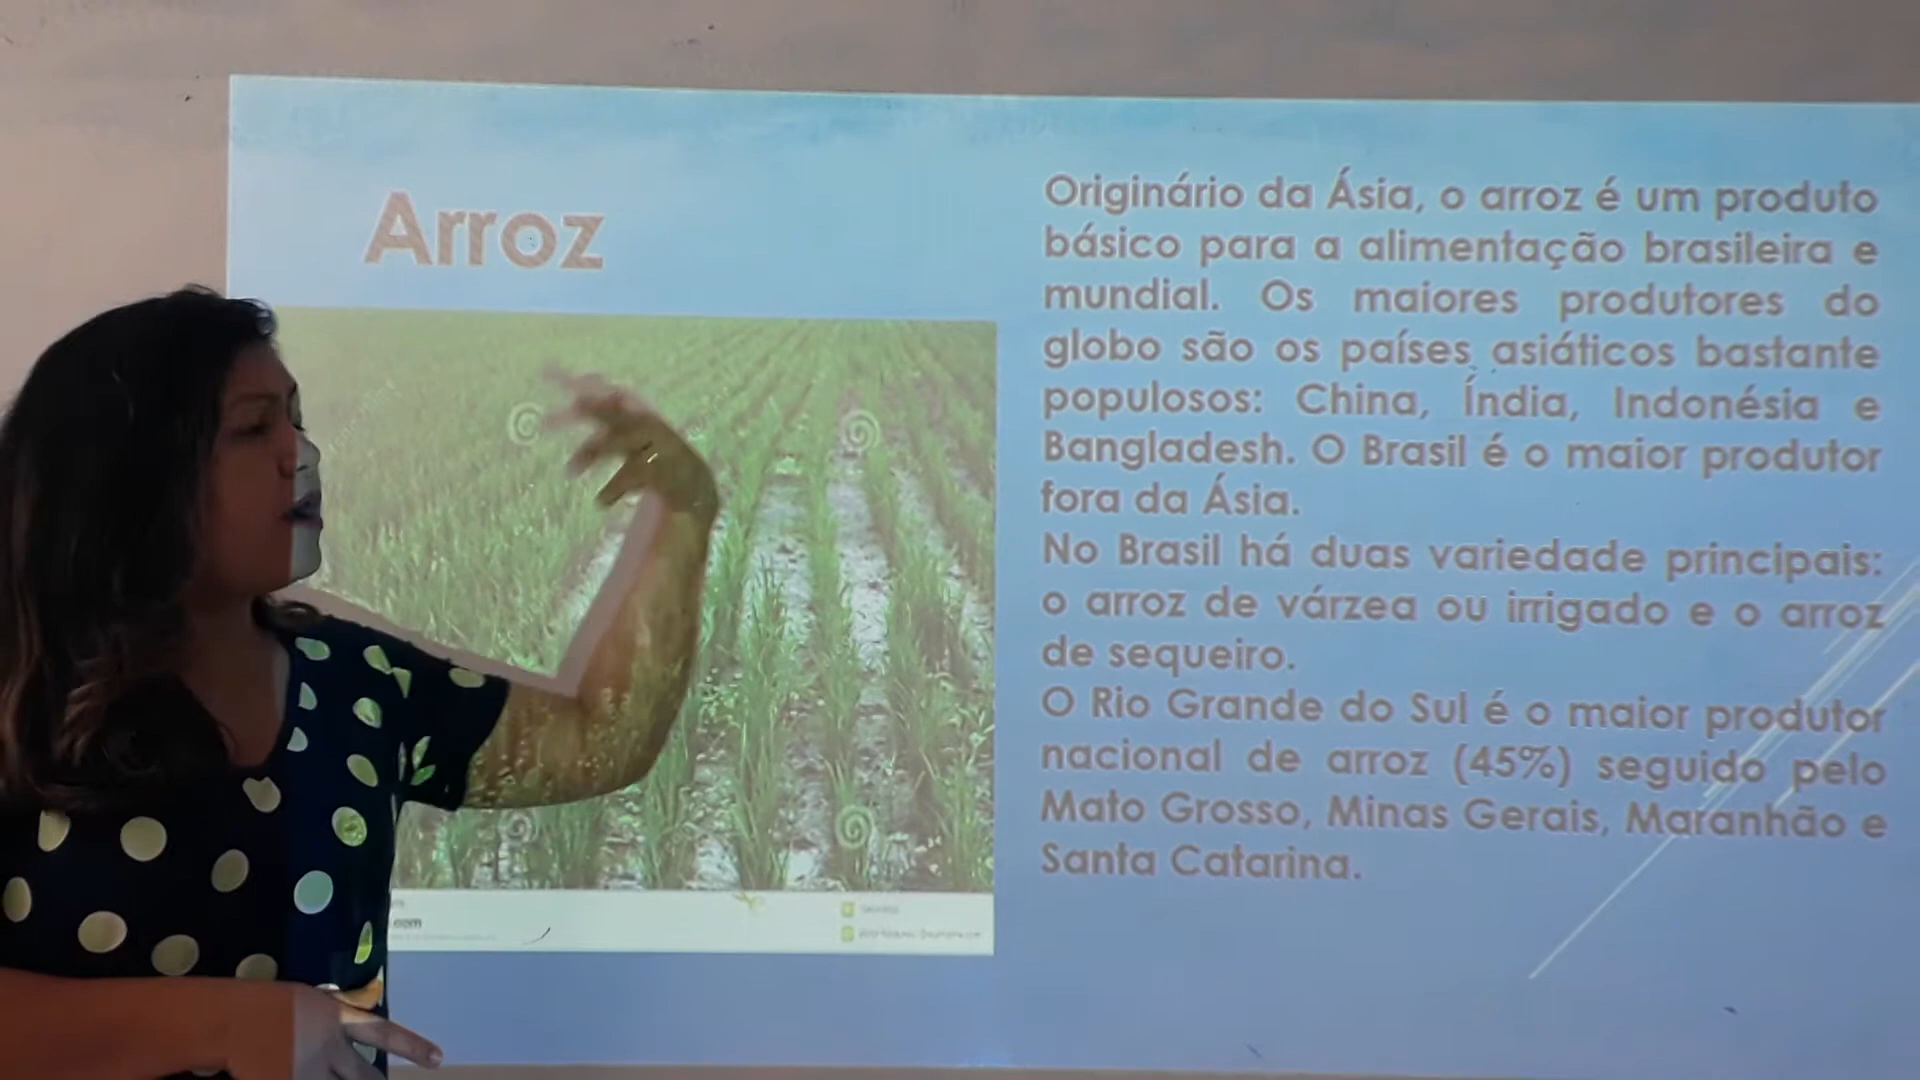 Arroz
Originário da Ásia, o arroz é um produto
básico para a alimentação brasileira e
mundial. Os maiores produtores do
globo são os países asiáticos bastante
populosos: China, Índia, Indonésia e
Bangladesh. O Brasil é o maior produtor
fora da Ásia.
No Brasil há duas variedade principais:
o arroz de várzea ou irrigado e o arroz
de sequeiro.
O Rio Grande do Sul é o maior produtor
nacional de arroz (45%) seguido pelo
Mato Grosso, Minas Gerais, Maranhão e
Santa Catarina.
.com